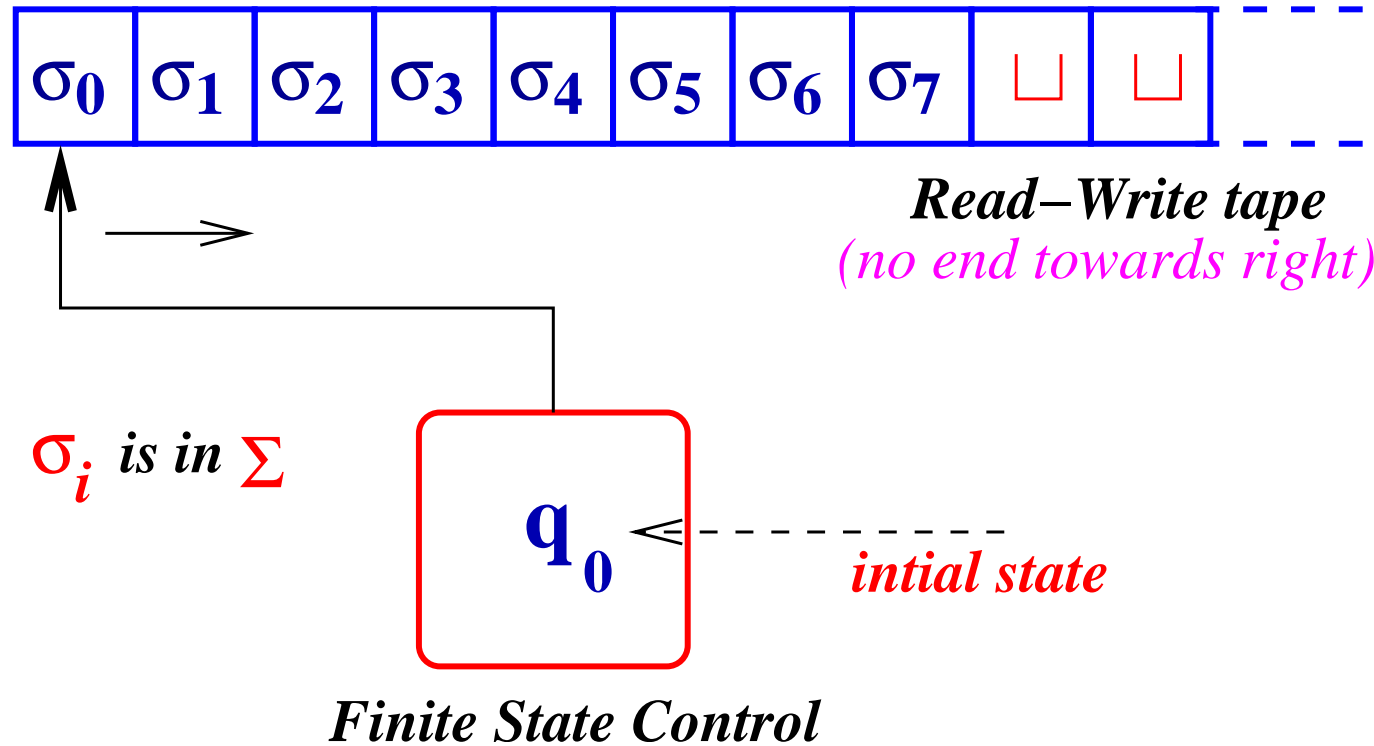 σ0 σ1 σ2 σ3 σ4 σ5 σ6 σ7 ⊔ ⊔
Read–Write tape
(no end towards right)
σi is in Σ
q0
intial state
Finite State Control